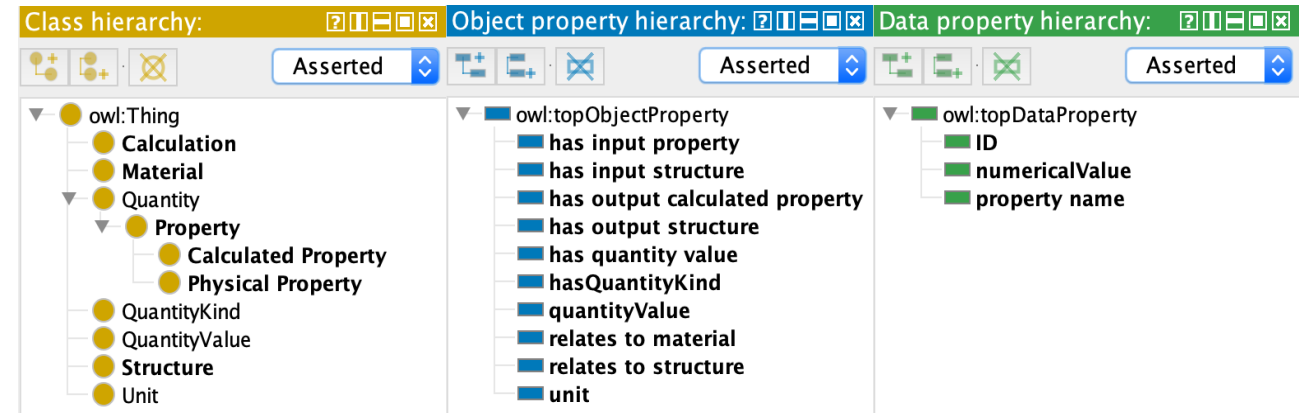 Class hierarchy:
Asserted
owl:Thing
Calculation
Material
Quantity
Property
Calculated Property
Physical Property
QuantityKind
QuantityValue
Structure
Unit
Object property hierarchy:
Asserted
owl:topObjectProperty
has input property
has input structure
has output calculated property
has output structure
has quantity value
hasQuantityKind
quantityValue
relates to material
relates to structure
unit
Data property hierarchy:
Asserted
owl:topDataProperty
ID
numericalValue
property name